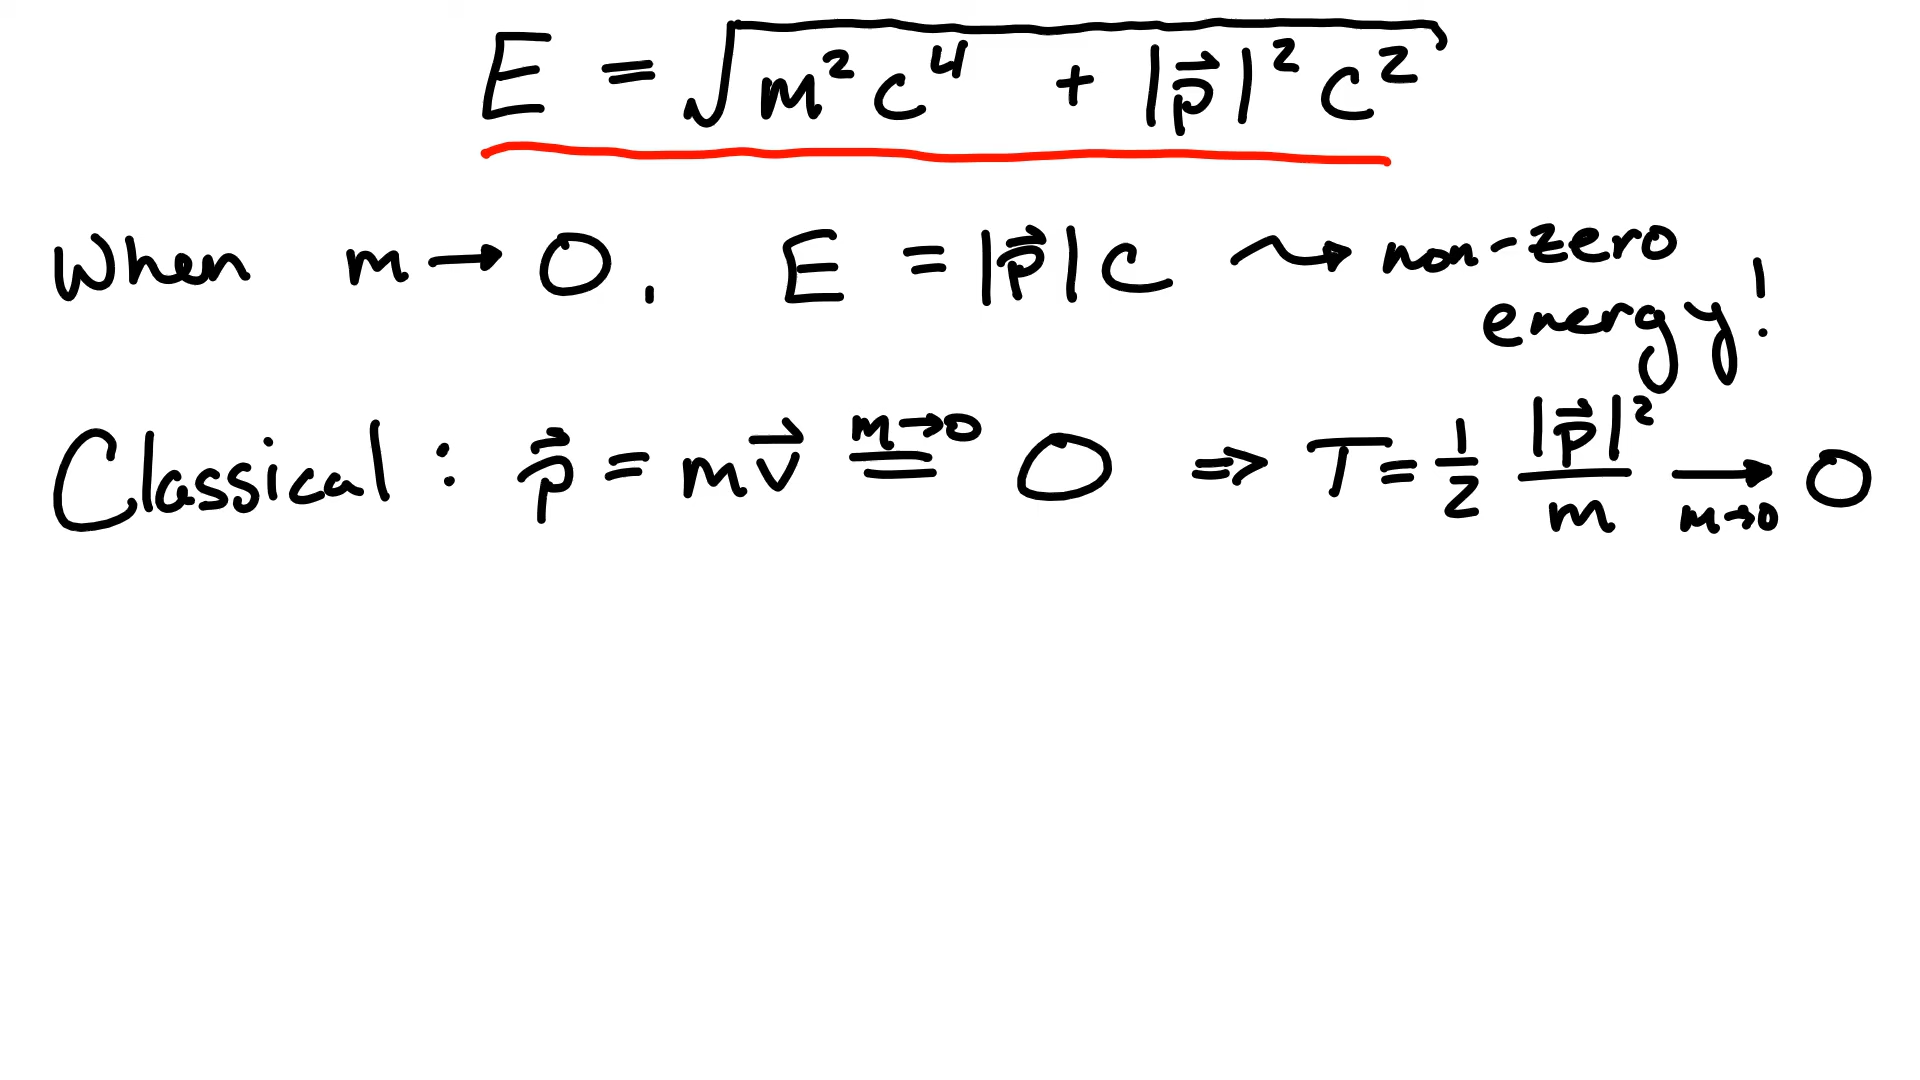 E = √(m²c⁴ + |p⃗|²c²)
When m → 0, E = |p⃗|c ⤳ non-zero energy!
Classical: p⃗ = mv⃗ =^{m→0} 0 ⇒ T = 1/2 |p⃗|²/m →_{m→0} 0